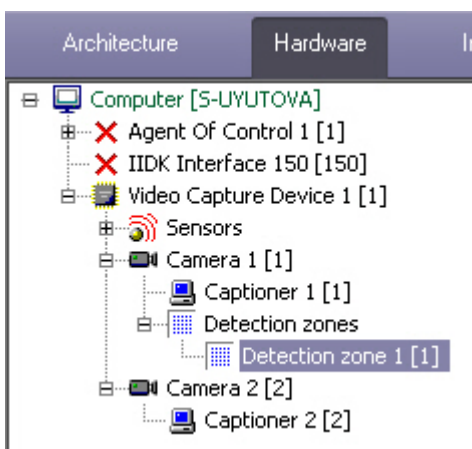 Architecture Hardware
Computer [S-UYUTOVA]
Agent Of Control 1 [1]
IIDK Interface 150 [150]
Video Capture Device 1 [1]
Sensors
Camera 1 [1]
Captioner 1 [1]
Detection zones
Detection zone 1 [1]
Camera 2 [2]
Captioner 2 [2]